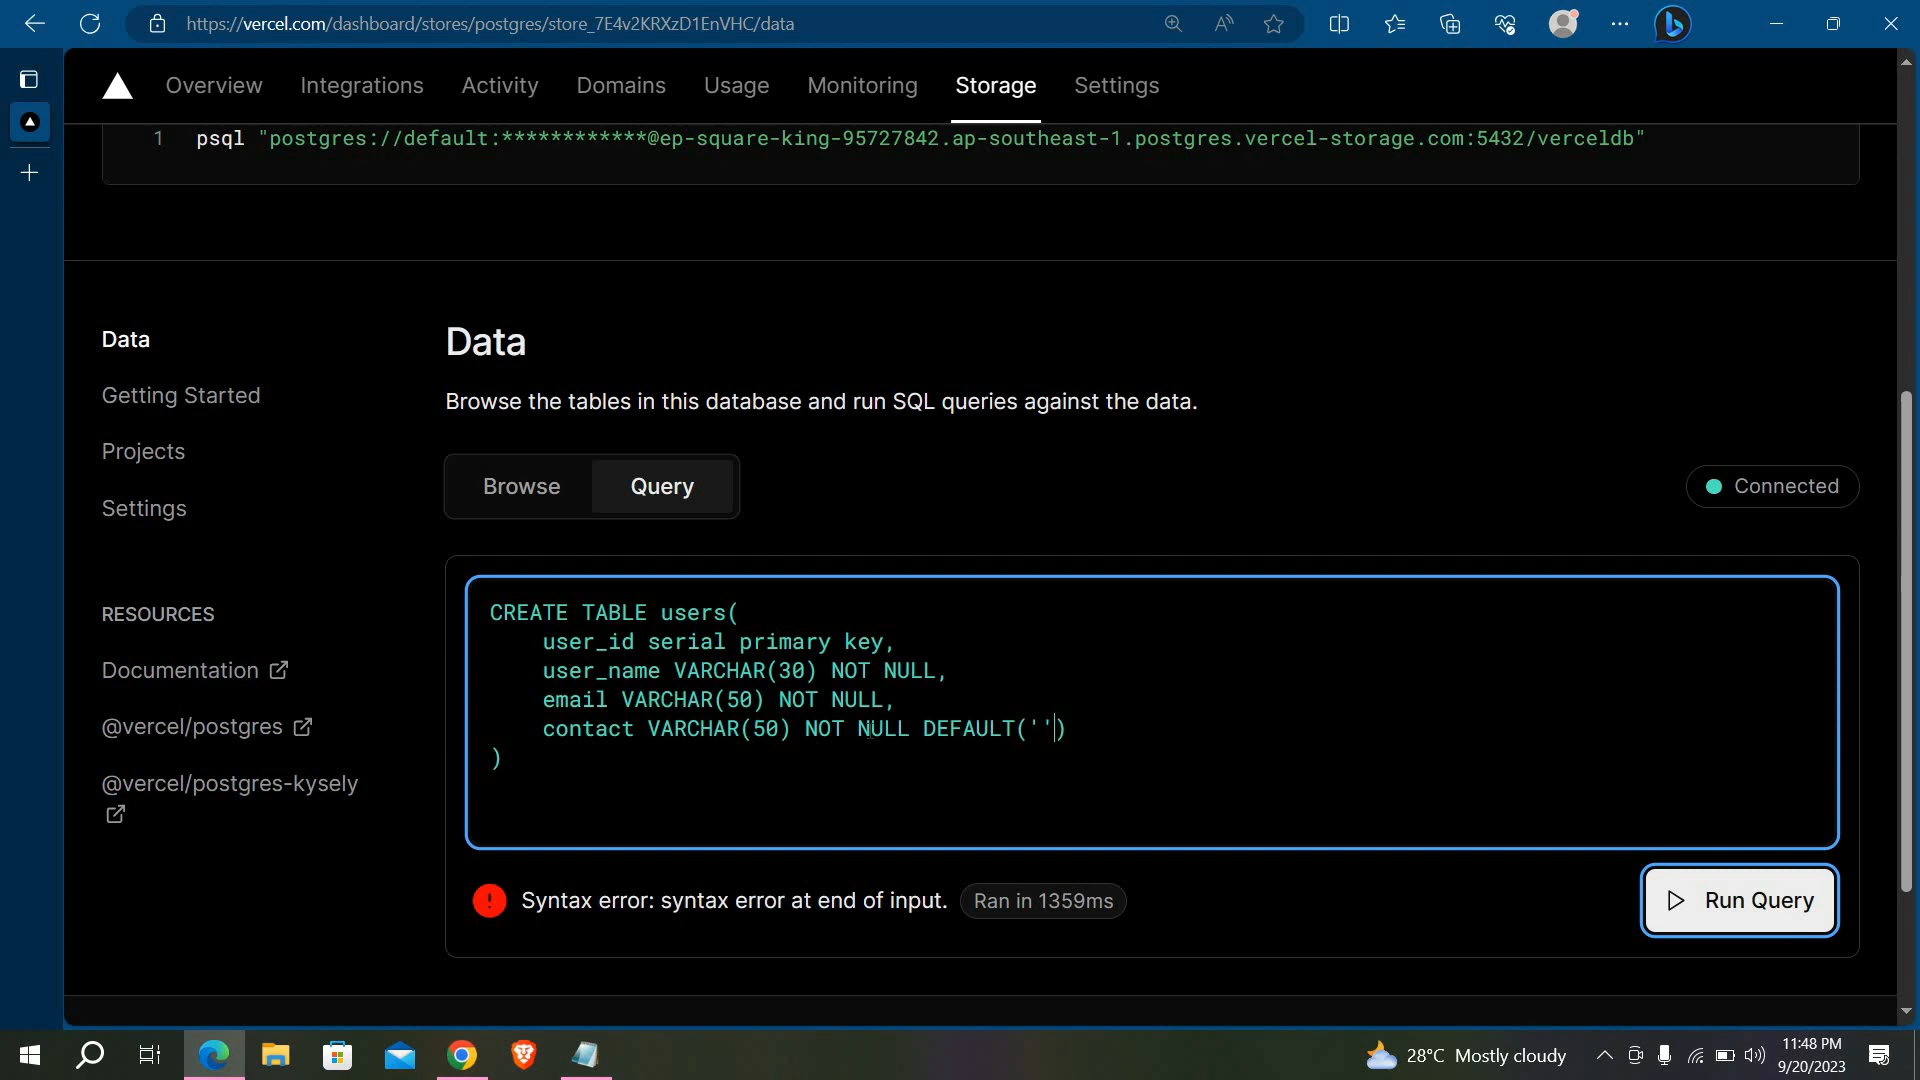 https://vercel.com/dashboard/stores/postgres/store_7E4v2KRXzD1EnVHC/data
Overview Integrations Activity Domains Usage Monitoring Storage Settings
1 psql "postgres://default:************@ep-square-king-95727842.ap-southeast-1.postgres.vercel-storage.com:5432/verceldb"
Data
Getting Started
Projects
Settings
RESOURCES
Documentation
@vercel/postgres
@vercel/postgres-kysely
Data
Browse the tables in this database and run SQL queries against the data.
Browse Query
Connected
CREATE TABLE users(
user_id serial primary key,
user_name VARCHAR(30) NOT NULL,
email VARCHAR(50) NOT NULL,
contact VARCHAR(50) NOT NULL DEFAULT('')
)
Syntax error: syntax error at end of input. Ran in 1359ms
Run Query
28°C Mostly cloudy
11:48 PM
9/20/2023